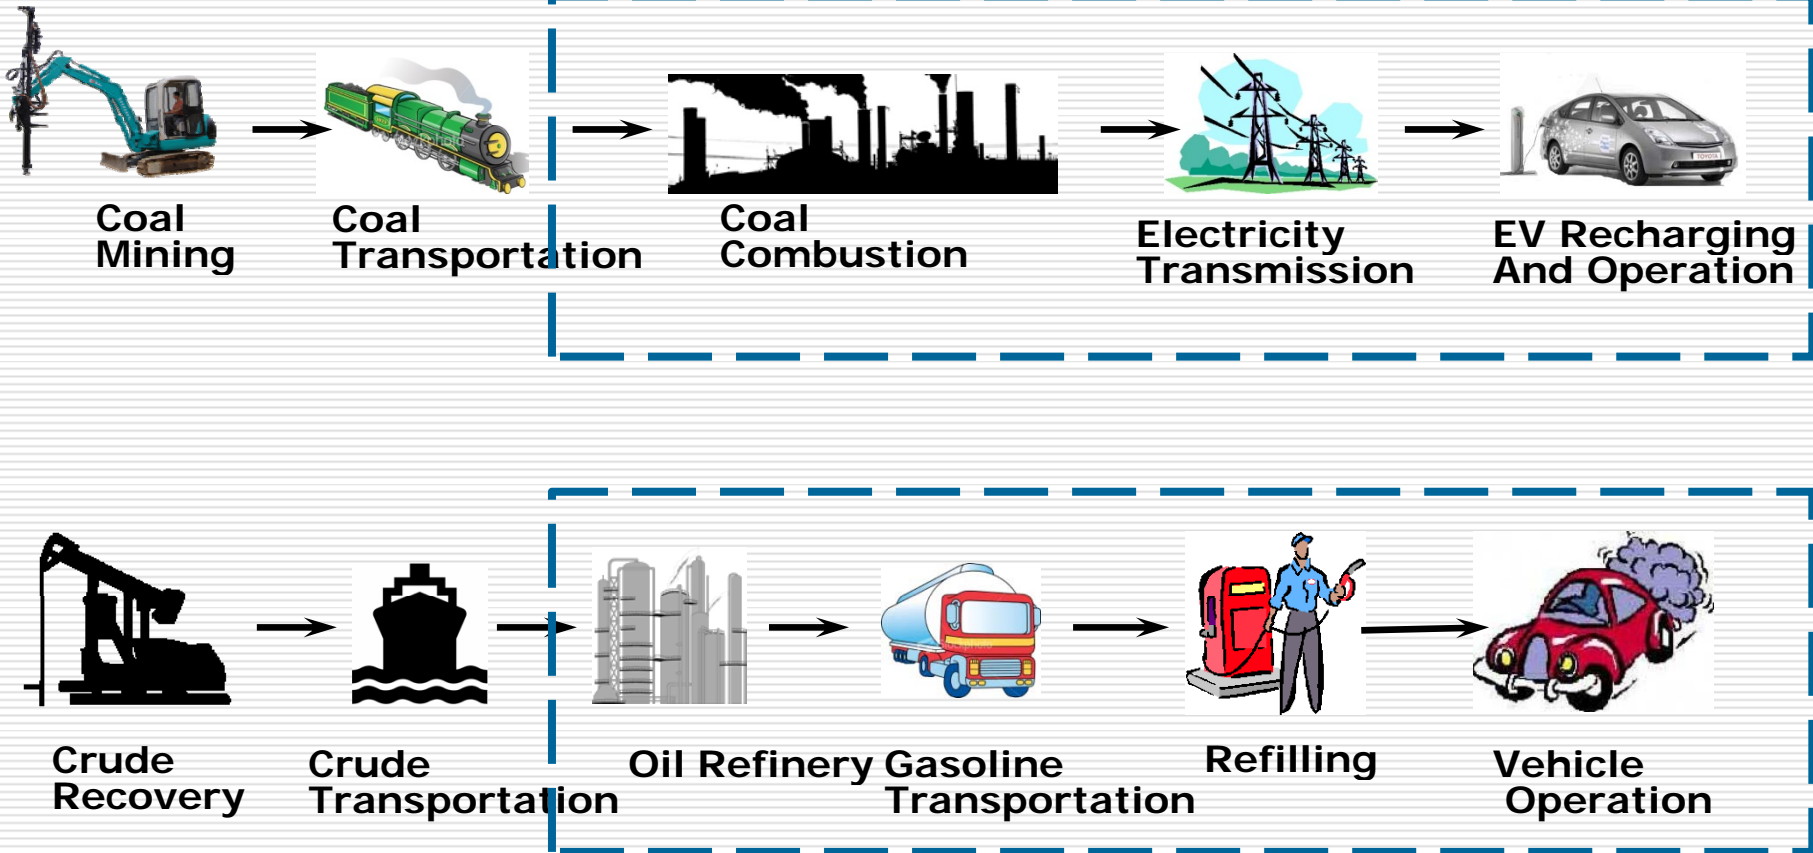 Coal
Mining
Coal
Transportation
Coal
Combustion
Electricity
Transmission
EV Recharging
And Operation
TOYOTA
Crude
Recovery
Crude
Transportation
Oil Refinery
Gasoline
Transportation
Refilling
Vehicle
Operation